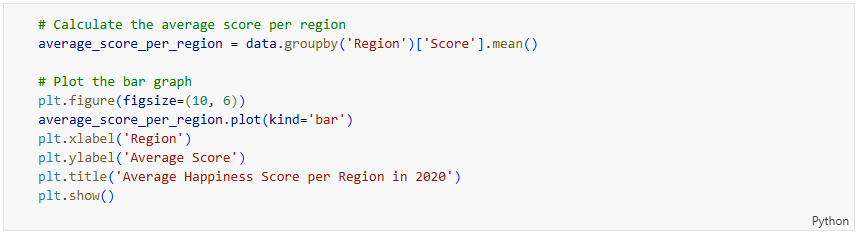 # Calculate the average score per region
average_score_per_region = data.groupby('Region')['Score'].mean()
# Plot the bar graph
plt.figure(figsize=(10, 6))
average_score_per_region.plot(kind='bar')
plt.xlabel('Region')
plt.ylabel('Average Score')
plt.title('Average Happiness Score per Region in 2020')
plt.show()
Python